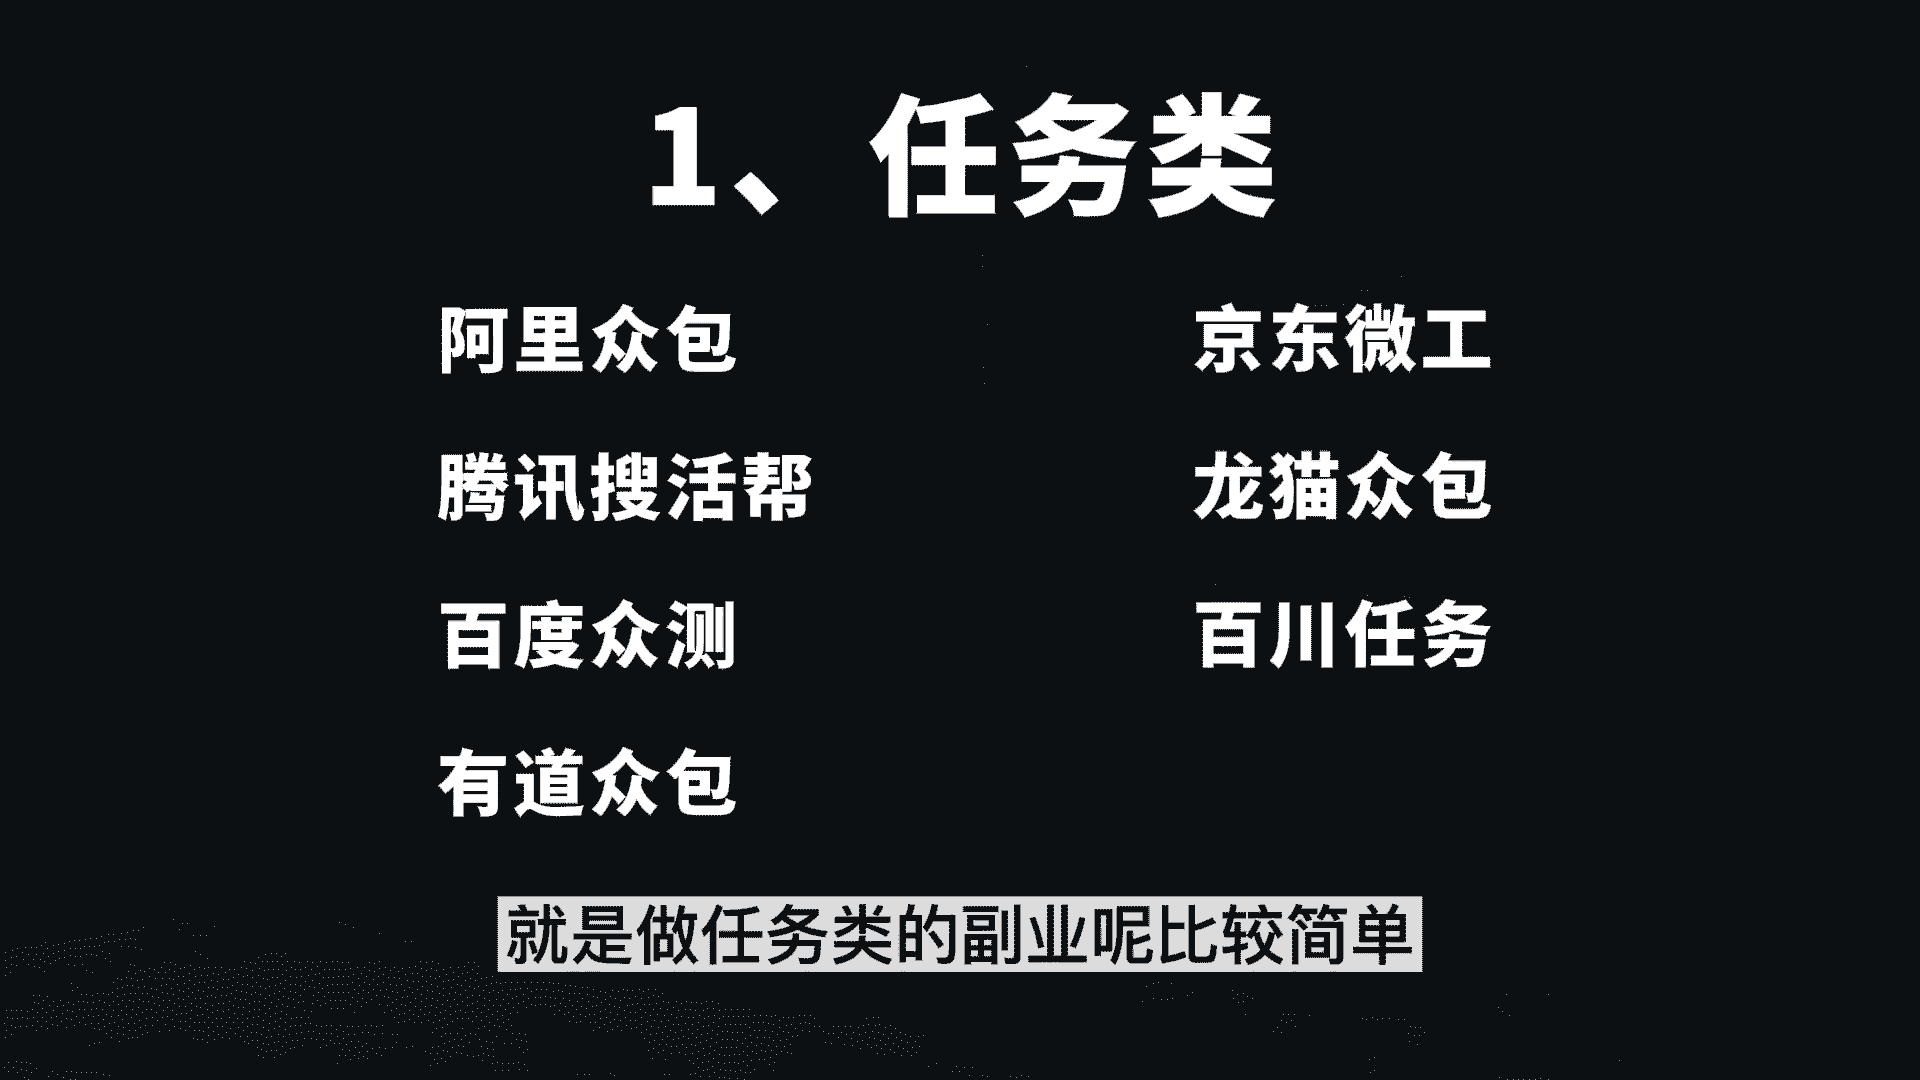 1、任务类
阿里众包
京东微工
腾讯搜活帮
龙猫众包
百度众测
百川任务
有道众包
就是做任务类的副业呢比较简单